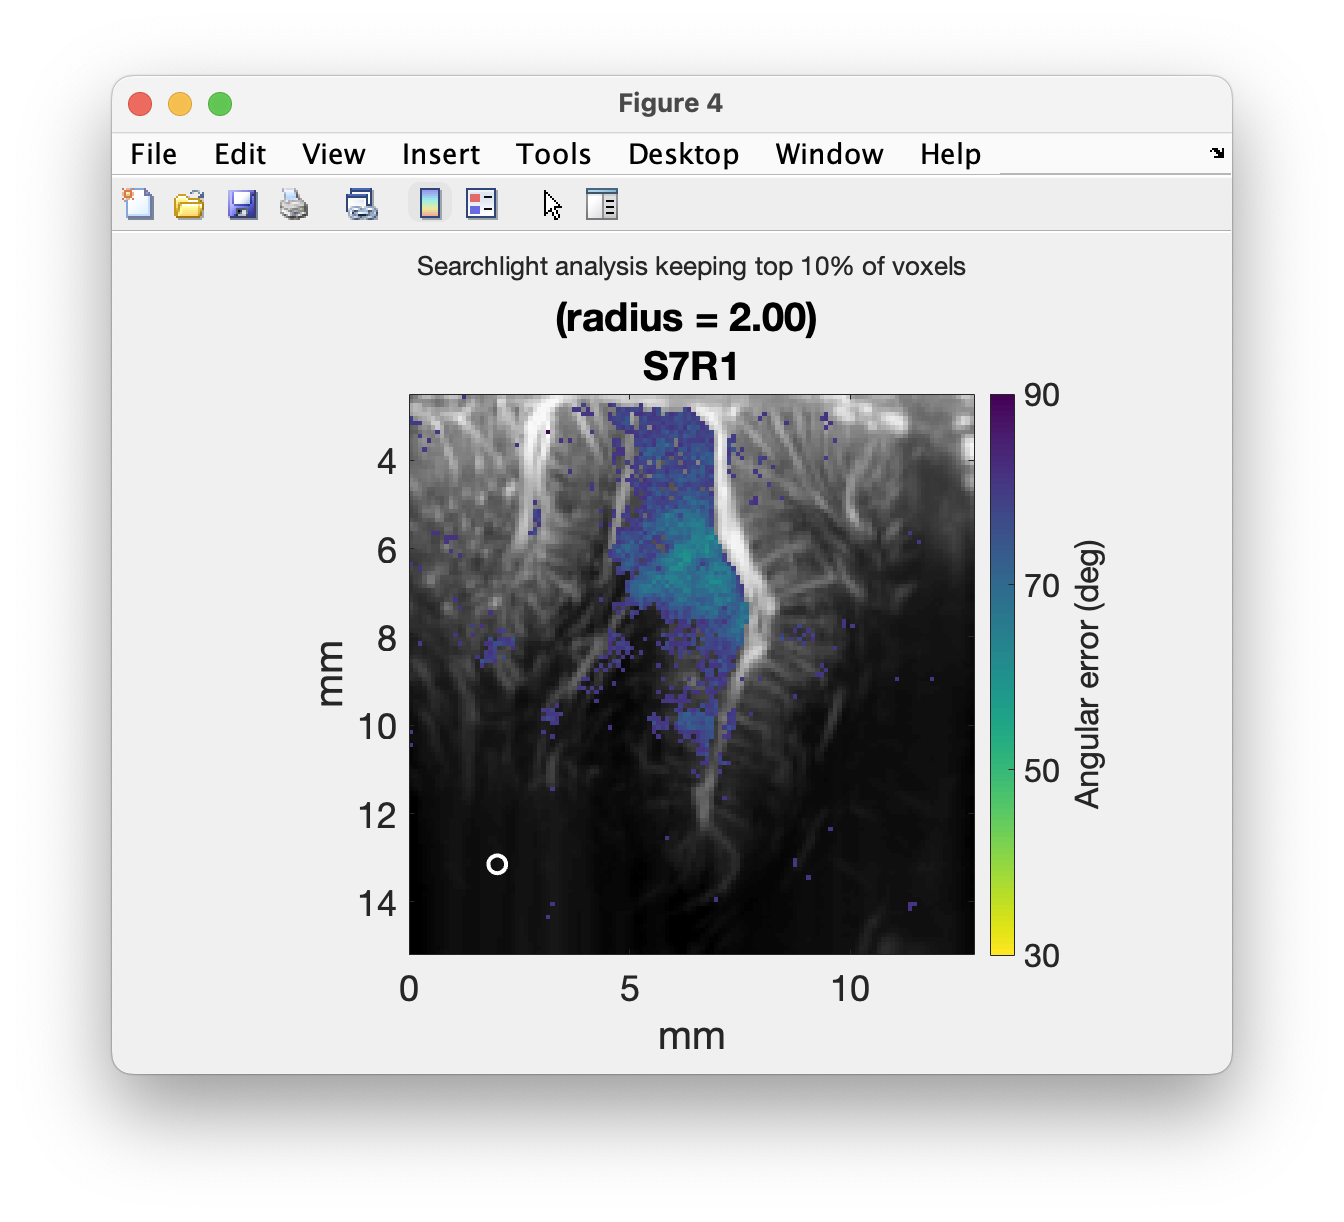 Figure 4
File Edit View Insert Tools Desktop Window Help
Searchlight analysis keeping top 10% of voxels
(radius = 2.00)
S7R1
4
6
8
10
12
14
mm
0 5 10
mm
90
70
50
30
Angular error (deg)